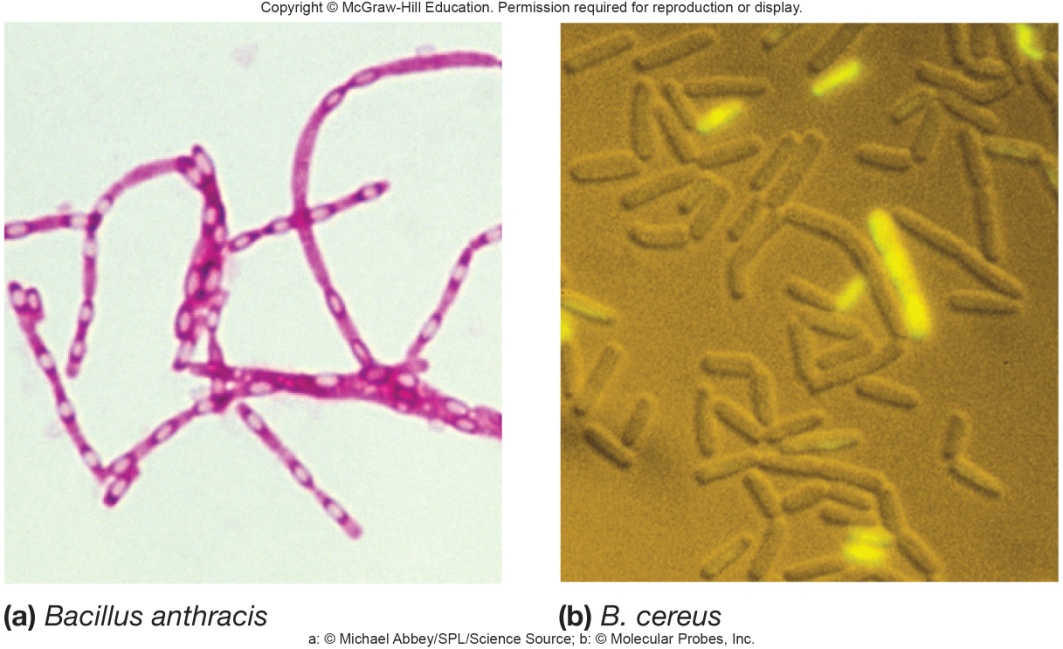 Copyright © McGraw-Hill Education. Permission required for reproduction or display.
(a) Bacillus anthracis
(b) B. cereus
a: © Michael Abbey/SPL/Science Source; b: © Molecular Probes, Inc.